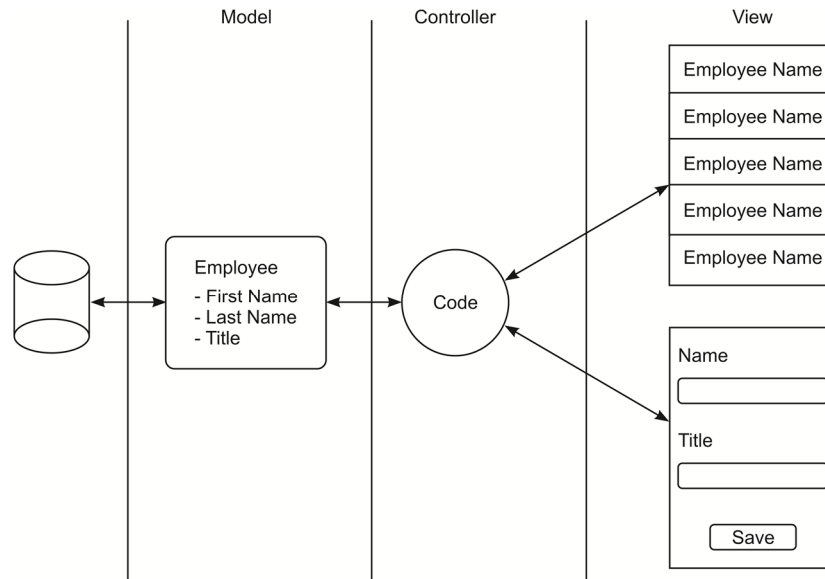 Model
Controller
View
Employee
- First Name
- Last Name
- Title
Code
Employee Name
Employee Name
Employee Name
Employee Name
Employee Name
Name
Title
Save